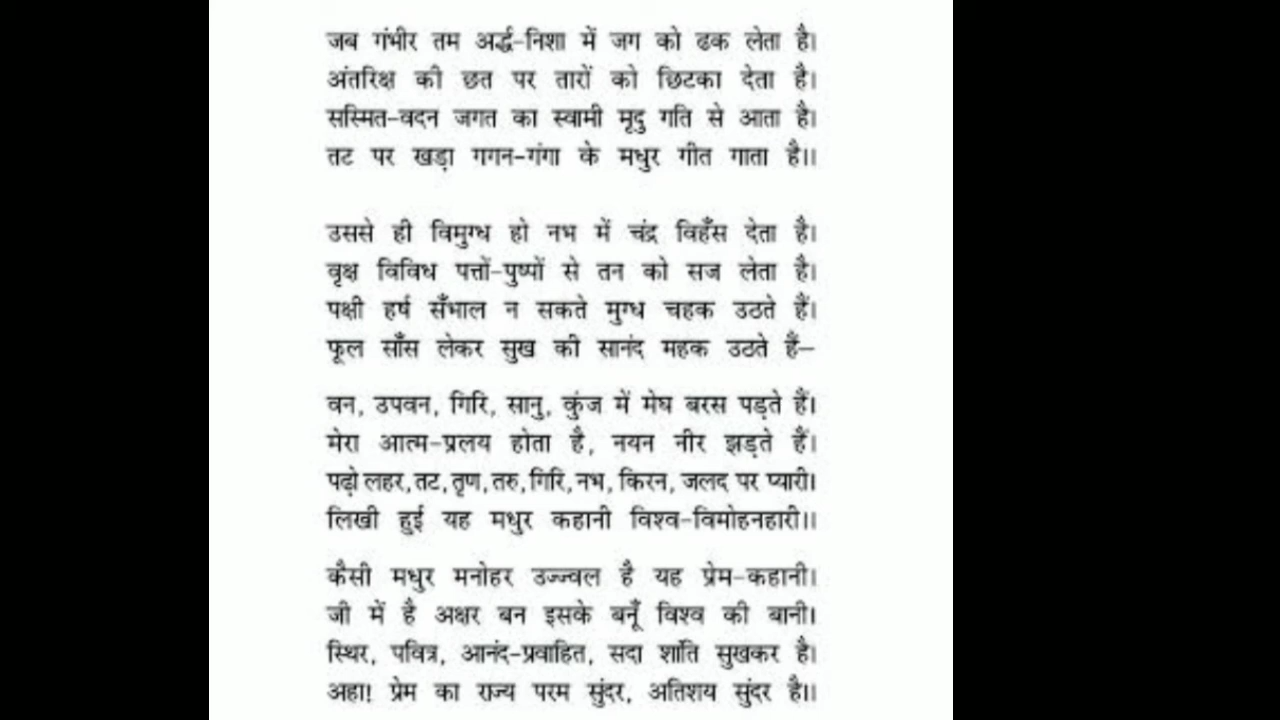 जब गंभीर तम अर्द्ध-निशा में जग को ढक लेता है।
अंतरिक्ष की छत पर तारों को छिटका देता है।
सस्मित-वदन जगत का स्वामी मृदु गति से आता है।
तट पर खड़ा गगन-गंगा के मधुर गीत गाता है॥
उससे ही विमुग्ध हो नभ में चंद्र विहँस देता है।
वृक्ष विविध पत्तों-पुष्पों से तन को सज लेता है।
पक्षी हर्ष सँभाल न सकते मुग्ध चहक उठते हैं।
फूल साँस लेकर सुख की सानंद महक उठते हैं—
वन, उपवन, गिरि, सानु, कुंज में मेघ बरस पड़ते हैं।
मेरा आत्म-प्रलय होता है, नयन नीर झड़ते हैं।
पढ़ो लहर, तट, तृण, तरु, गिरि, नभ, किरन, जलद पर प्यारी।
लिखी हुई यह मधुर कहानी विश्व-विमोहनहारी॥
कैसी मधुर मनोहर उज्ज्वल है यह प्रेम-कहानी।
जी में है अक्षर बन इसके बनूँ विश्व की बानी।
स्थिर, पवित्र, आनंद-प्रवाहित, सदा शांति सुखकर है।
अहा! प्रेम का राज्य परम सुंदर, अतिशय सुंदर है॥